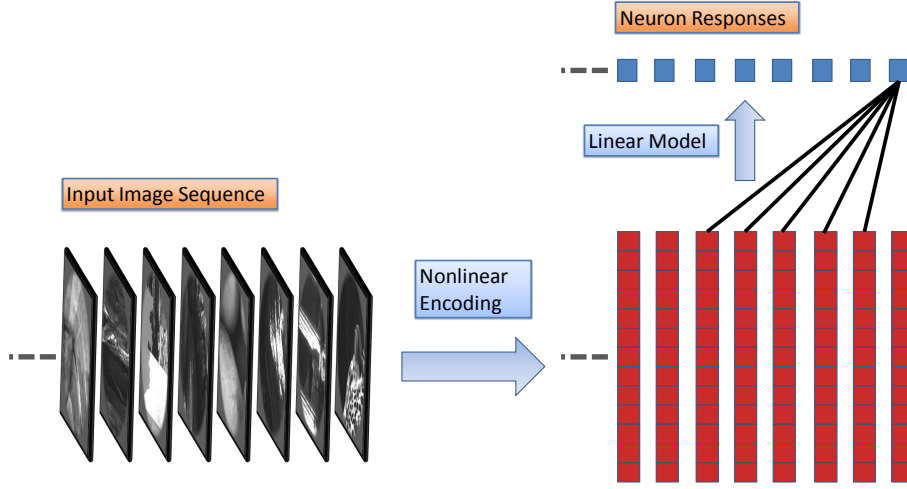 Neuron Responses
Linear Model
Input Image Sequence
Nonlinear
Encoding